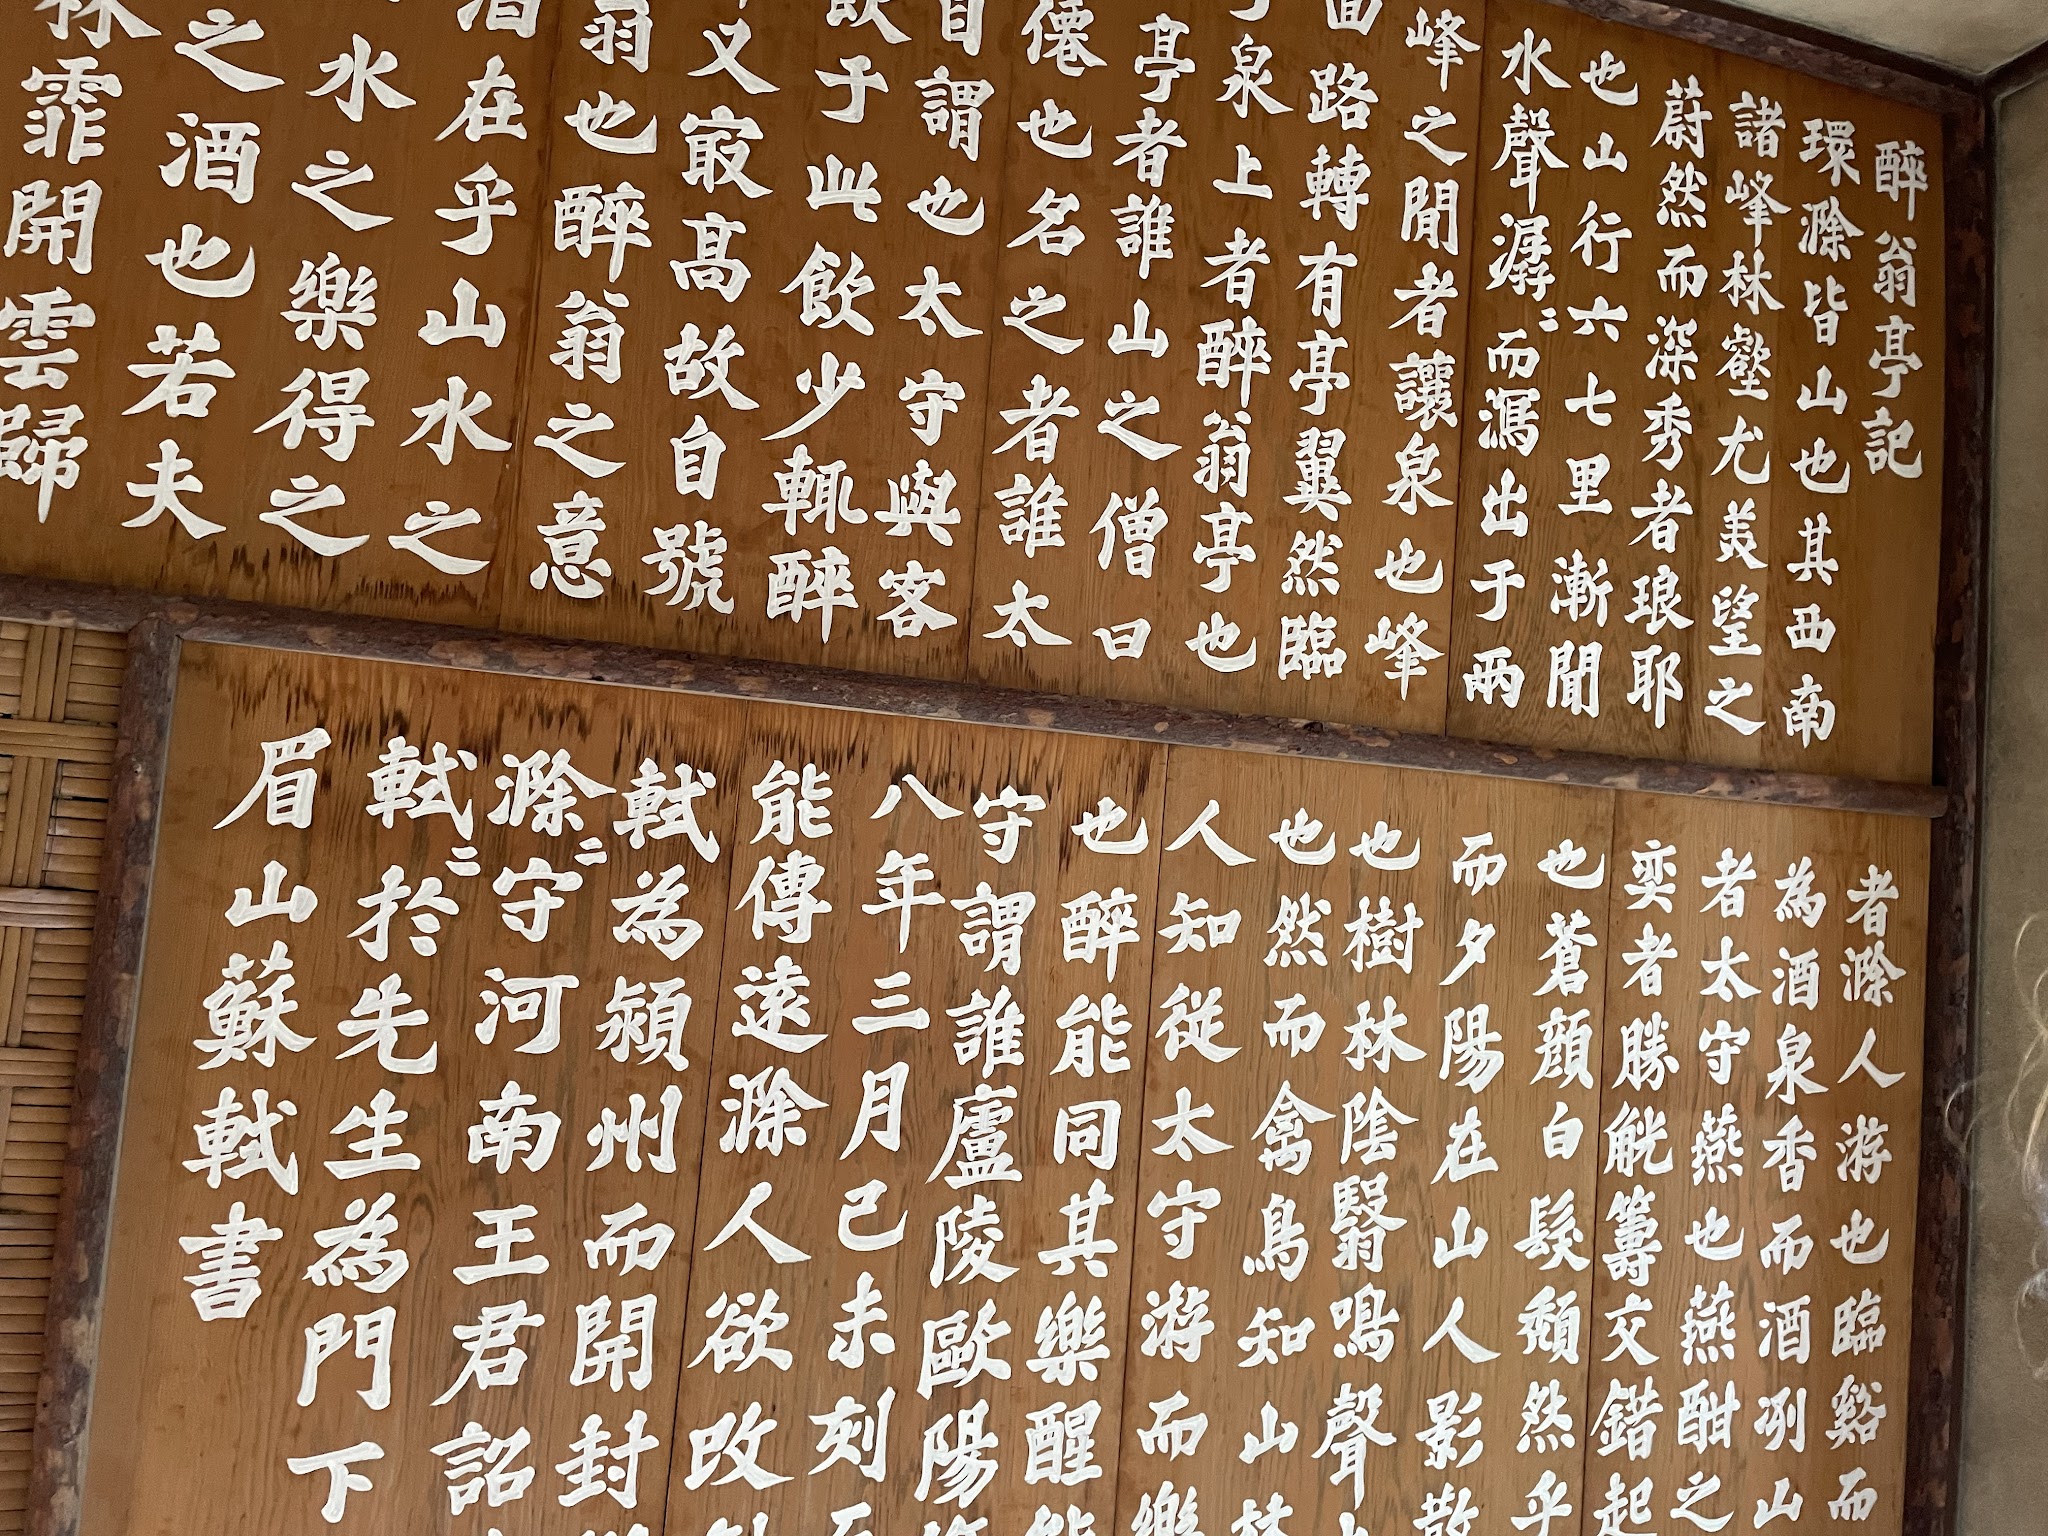 醉翁亭記
環滁皆山也其西南
諸峰林壑尤美望之
蔚然而深秀者琅耶
也山行六七里漸聞
水聲潺〻而瀉出于兩
峰之間者讓泉也峰
回路轉有亭翼然臨
于泉上者醉翁亭也
亭者誰山之僧曰
僊也名之者誰太
自謂也太守與客
飲于此飲少輒醉
又㝡高故自號
翁也醉翁之意
酒在乎山水之
水之樂得之
之酒也若夫
林霏開雲歸
者滁人游也臨谿而
為酒泉香而酒冽山
者太守燕也燕酣之
奕者勝觥籌交錯起
也蒼顏白髮頹然乎
而夕陽在山人影散
也樹林陰翳鳴聲
也然而禽鳥知山林
人知從太守游而樂
也醉能同其樂醒能
守謂誰廬陵歐陽
八年三月己未刻石
能傳遠滁人欲改
軾為潁州而開封
滁〻守河南王君詔
軾〻於先生為門下
眉山蘇軾書